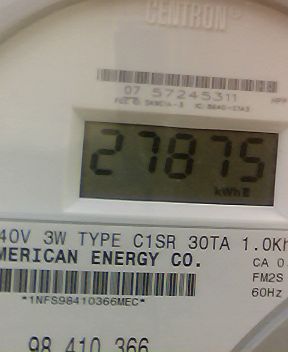 CENTRON®
07 57245311
27875
kWh
40V 3W TYPE C1SR 30TA 1.0Kh
MERICAN ENERGY CO.
CA 0
FM2S
60Hz
*1NFS98410366MEC*
98 410 366